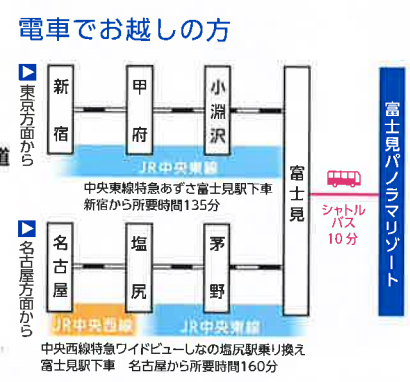 電車でお越しの方
東京方面から
新宿
甲府
小淵沢
JR中央東線
中央東線特急あずさ富士見駅下車
新宿から所要時間135分
富士見
シャトル
バス
10分
富士見パノラマリゾート
道
名古屋方面から
名古屋
塩尻
茅野
JR中央西線
JR中央東線
中央西線特急ワイドビューしなの塩尻駅乗り換え
富士見駅下車 名古屋から所要時間160分